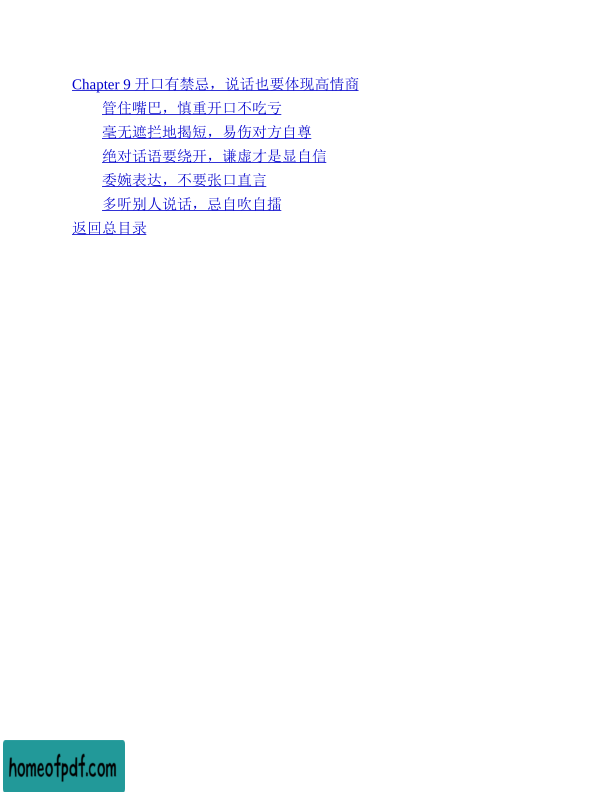 Chapter 9 开口有禁忌，说话也要体现高情商
管住嘴巴，慎重开口不吃亏
毫无遮拦地揭短，易伤对方自尊
绝对话语要绕开，谦虚才是显自信
委婉表达，不要张口直言
多听别人说话，忌自吹自擂
返回总目录
homeofpdf.com